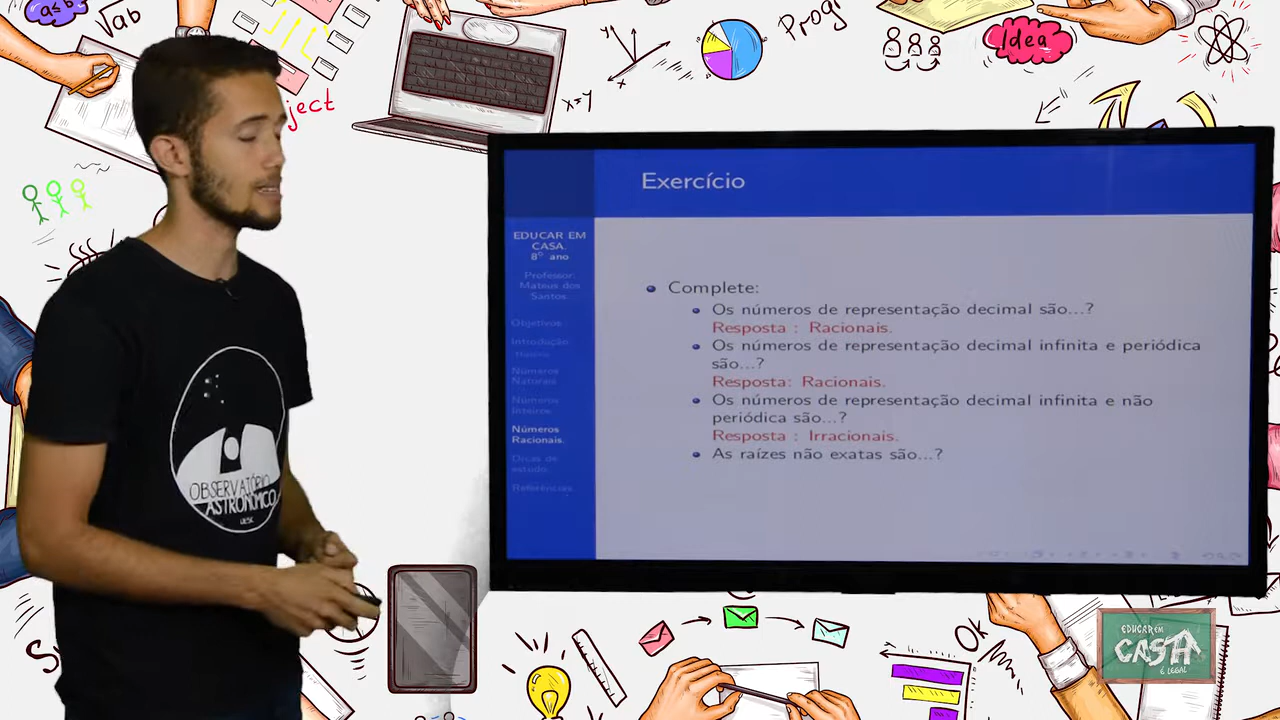 a≤b
√ab
ject
y
x
x=y
Prog
Idea
Exercício
EDUCAR EM
CASA.
8º ano
Professor:
Mateus dos
Santos.
Objetivos
Introdução
Números
Naturais
Números
Inteiros
Números
Racionais.
Dicas de
estudo.
Referências.
Complete:
Os números de representação decimal são...?
Resposta : Racionais.
Os números de representação decimal infinita e periódica
são...?
Resposta: Racionais.
Os números de representação decimal infinita e não
periódica são...?
Resposta : Irracionais.
As raízes não exatas são...?
OBSERVATÓRIO
ASTRONÔMICO
UESC
Ok
EDUCAR EM
CASA
É LEGAL